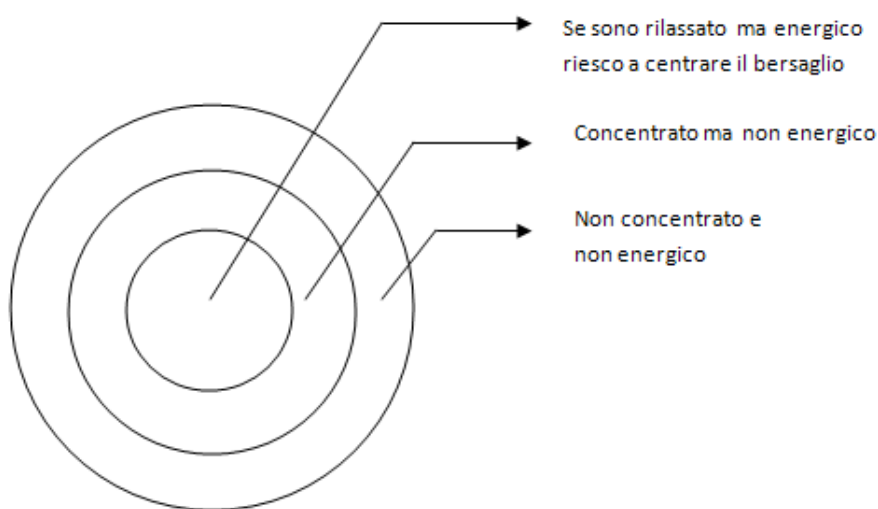 Se sono rilassato ma energico
riesco a centrare il bersaglio
Concentrato ma non energico
Non concentrato e
non energico